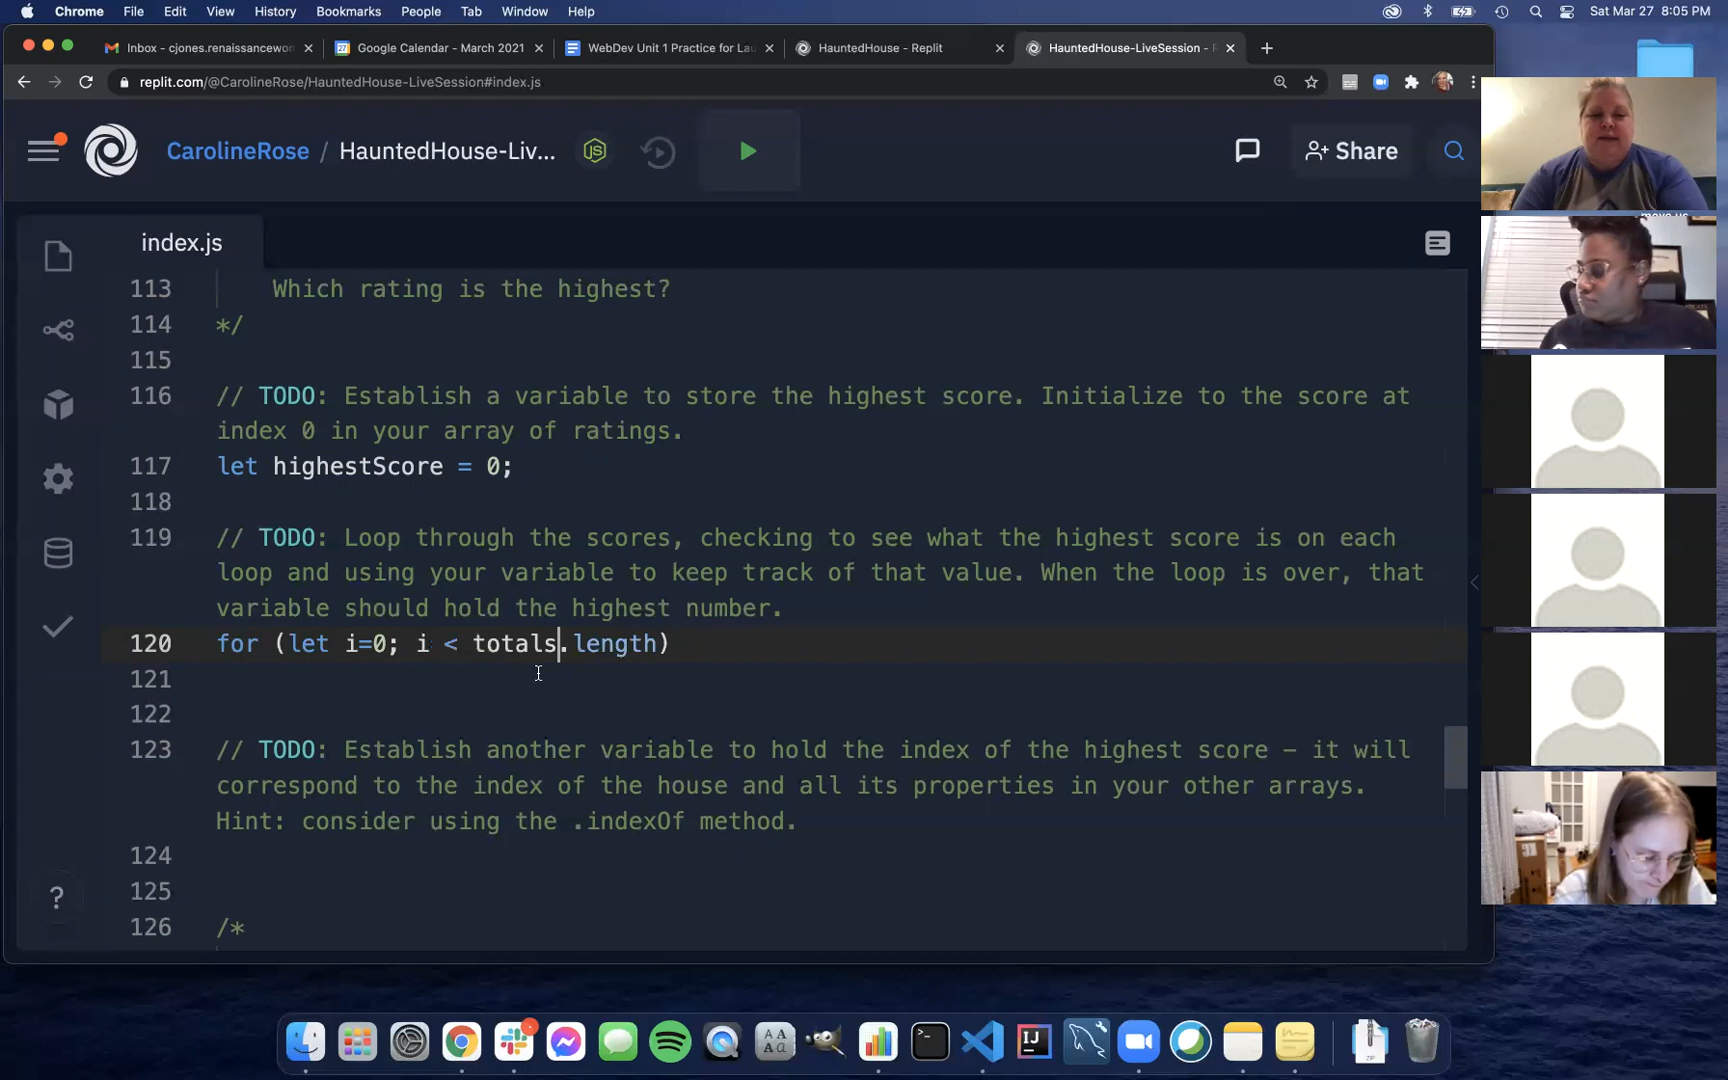 Chrome File Edit View History Bookmarks People Tab Window Help Sat Mar 27 8:05 PM
Inbox - cjones.renaissancewon Google Calendar - March 2021 WebDev Unit 1 Practice for Lau HauntedHouse - Replit HauntedHouse-LiveSession - R
replit.com/@CarolineRose/HauntedHouse-LiveSession#index.js
CarolineRose / HauntedHouse-Liv... Share
index.js
113 Which rating is the highest?
114 */
115
116 // TODO: Establish a variable to store the highest score. Initialize to the score at
index 0 in your array of ratings.
117 let highestScore = 0;
118
119 // TODO: Loop through the scores, checking to see what the highest score is on each
loop and using your variable to keep track of that value. When the loop is over, that
variable should hold the highest number.
120 for (let i=0; i < totals.length)
121
122
123 // TODO: Establish another variable to hold the index of the highest score – it will
correspond to the index of the house and all its properties in your other arrays.
Hint: consider using the .indexOf method.
124
125
126 /*